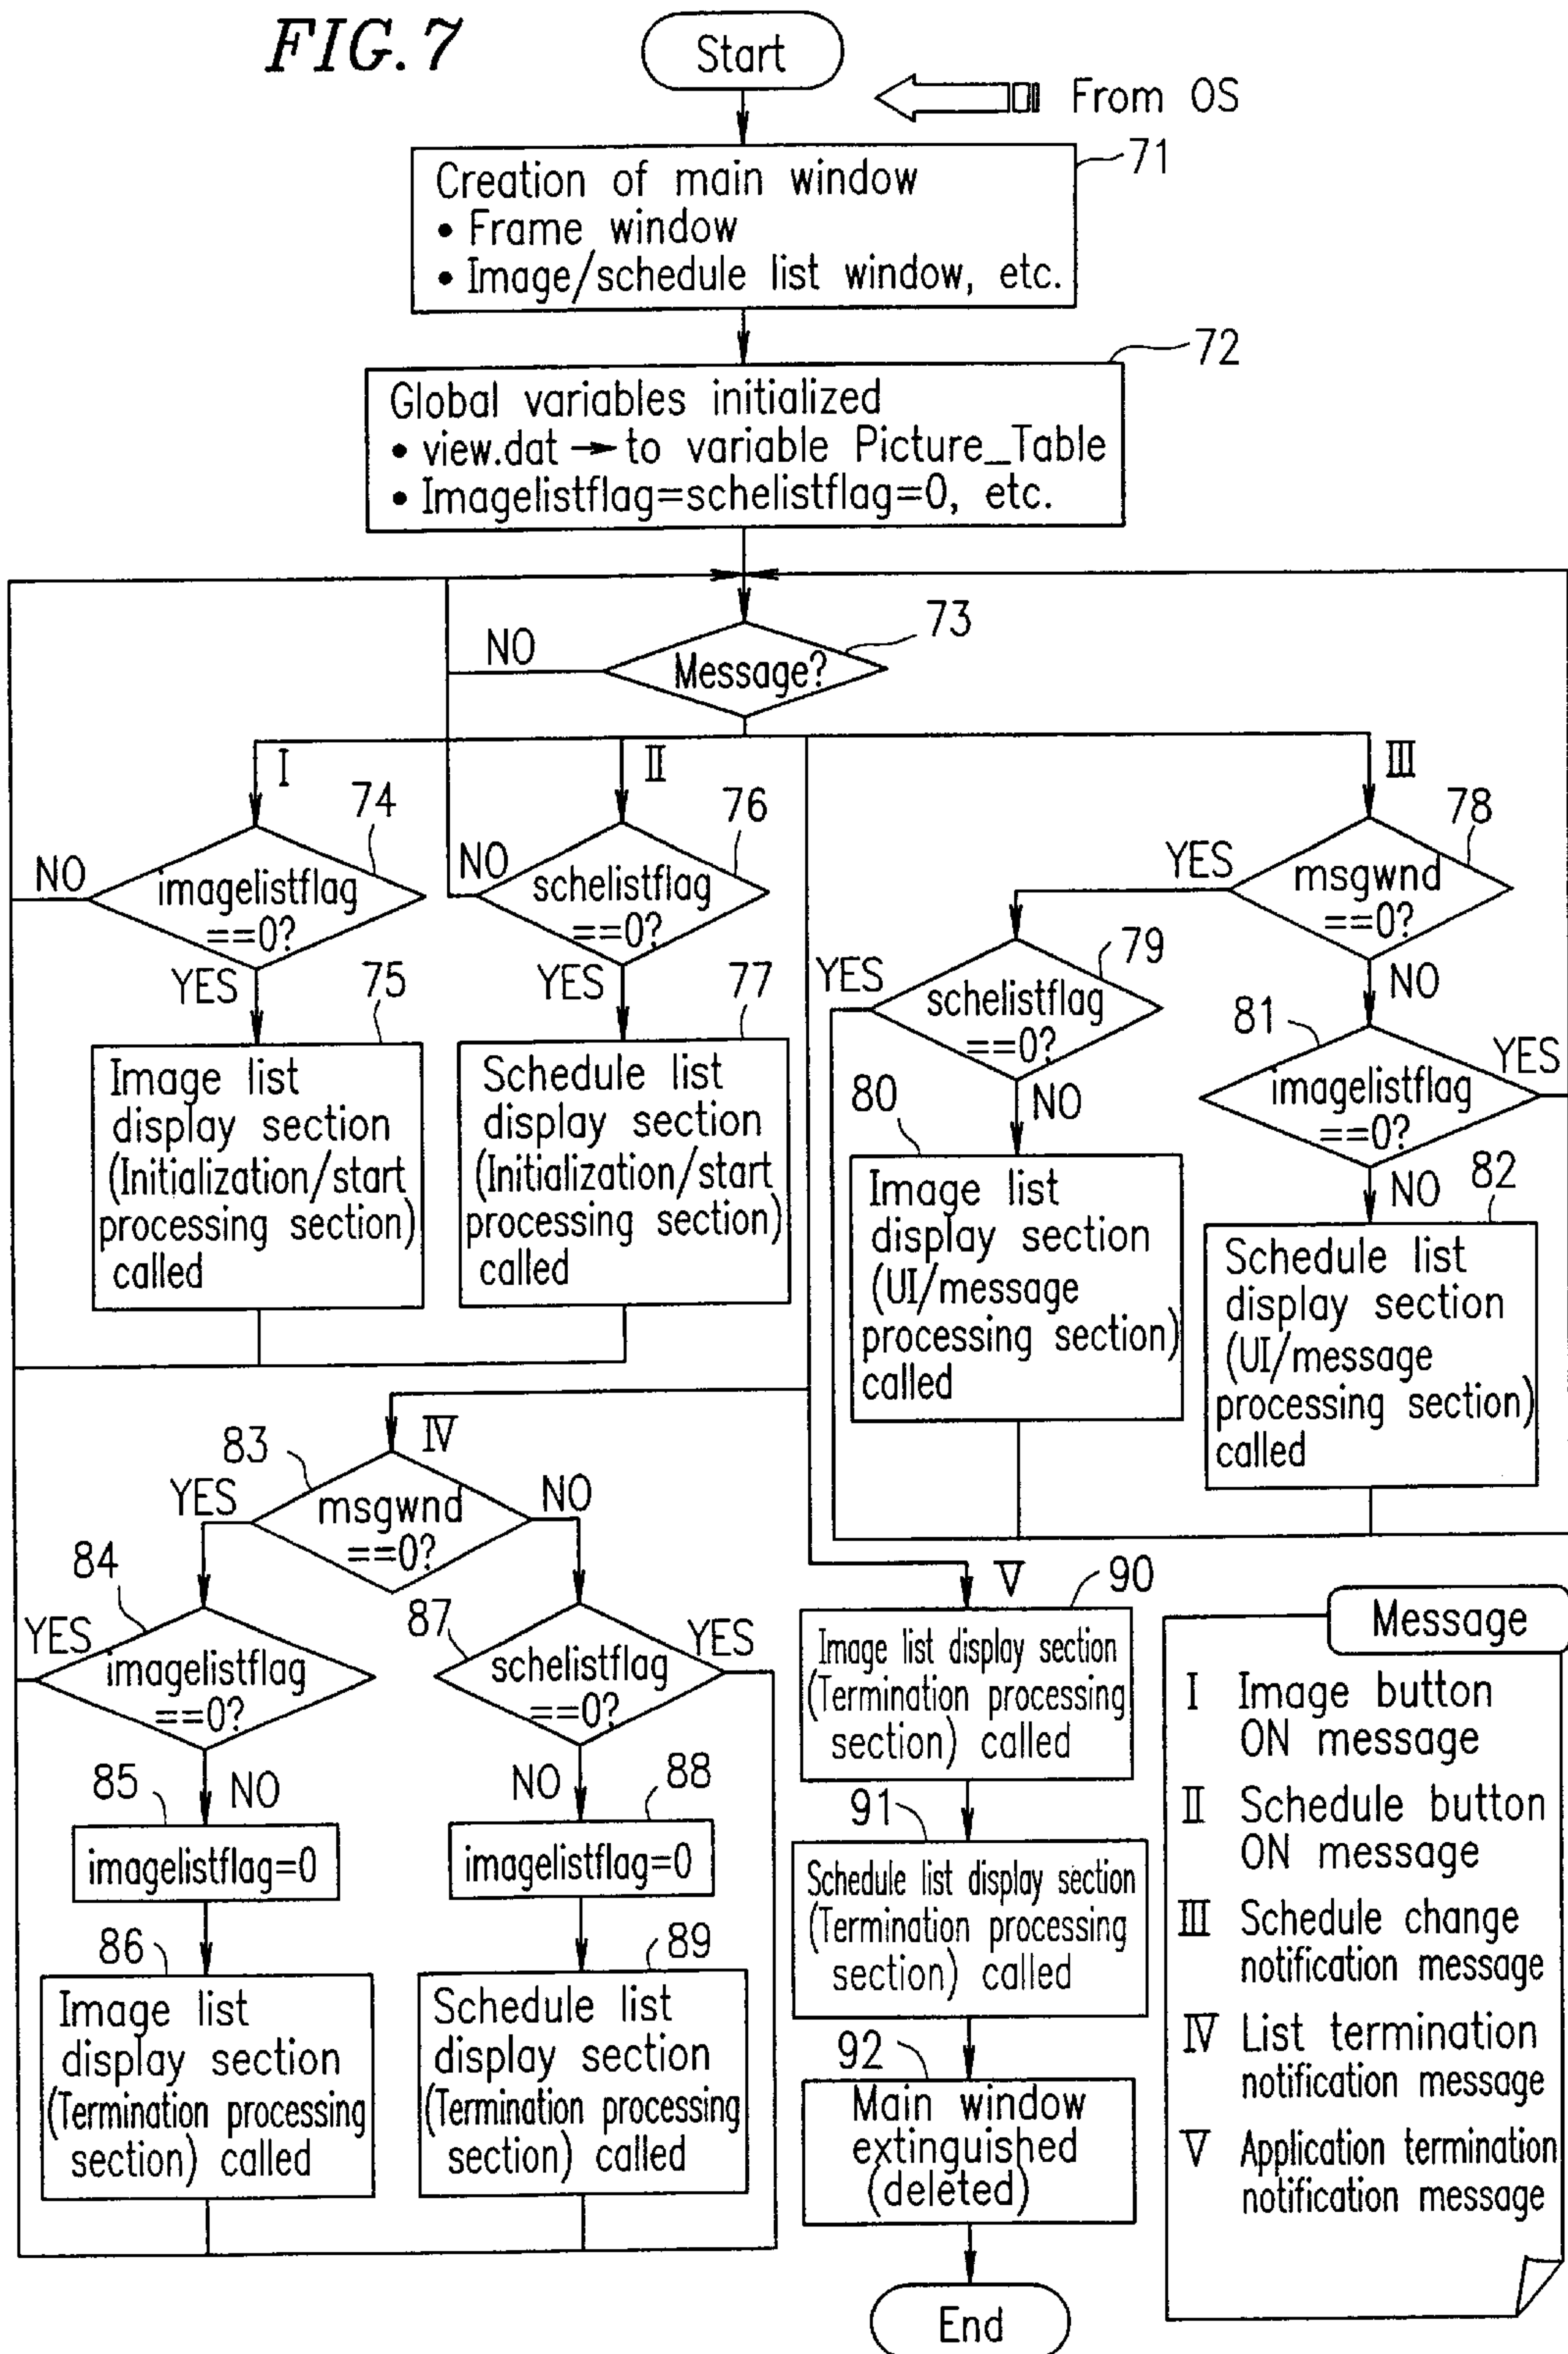 FIG. 7
Start
From OS
71
Creation of main window
• Frame window
• Image/schedule list window, etc.
72
Global variables initialized
• view.dat → to variable Picture_Table
• Imagelistflag=schelistflag=0, etc.
73
NO
Message?
I
II
III
74
NO
imagelistflag
==0?
YES
76
NO
schelistflag
==0?
YES
78
YES
msgwnd
==0?
NO
79
YES
schelistflag
==0?
NO
81
YES
imagelistflag
==0?
NO
75
Image list
display section
(Initialization/start
processing section)
called
77
Schedule list
display section
(Initialization/start
processing section)
called
80
Image list
display section
(UI/message
processing section)
called
82
Schedule list
display section
(UI/message
processing section)
called
IV
83
YES
msgwnd
==0?
NO
84
YES
imagelistflag
==0?
NO
87
schelistflag
==0?
YES
NO
85
imagelistflag=0
88
imagelistflag=0
86
Image list
display section
(Termination processing
section) called
89
Schedule list
display section
(Termination processing
section) called
V
90
Image list display section
(Termination processing
section) called
91
Schedule list display section
(Termination processing
section) called
92
Main window
extinguished
(deleted)
End
Message
I Image button
ON message
II Schedule button
ON message
III Schedule change
notification message
IV List termination
notification message
V Application termination
notification message